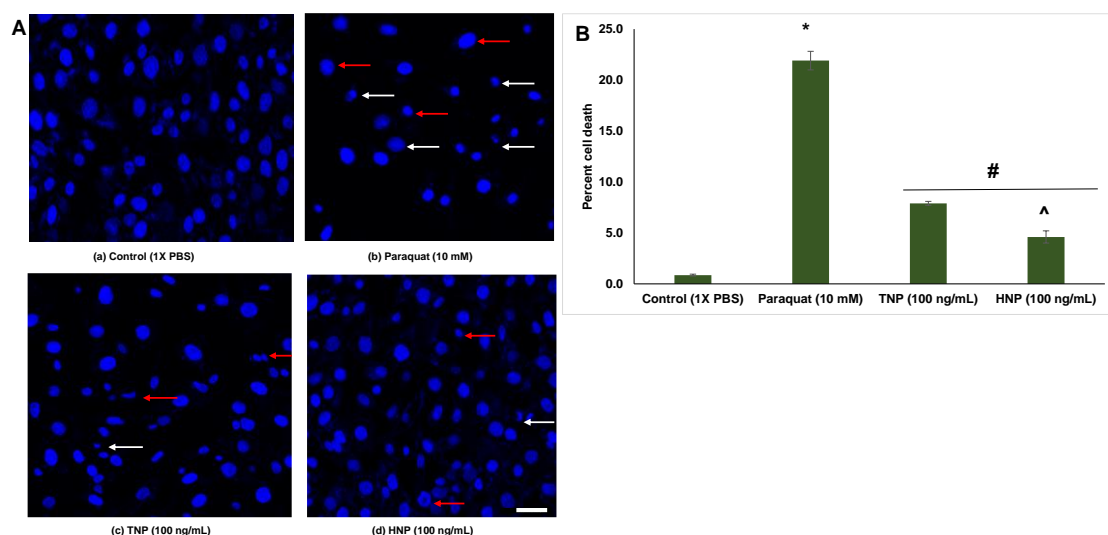 A
(a) Control (1X PBS)
(b) Paraquat (10 mM)
(c) TNP (100 ng/mL)
(d) HNP (100 ng/mL)
B
Percent cell death
25.0
20.0
15.0
10.0
5.0
0.0
*
#
^
Control (1X PBS) Paraquat (10 mM) TNP (100 ng/mL) HNP (100 ng/mL)